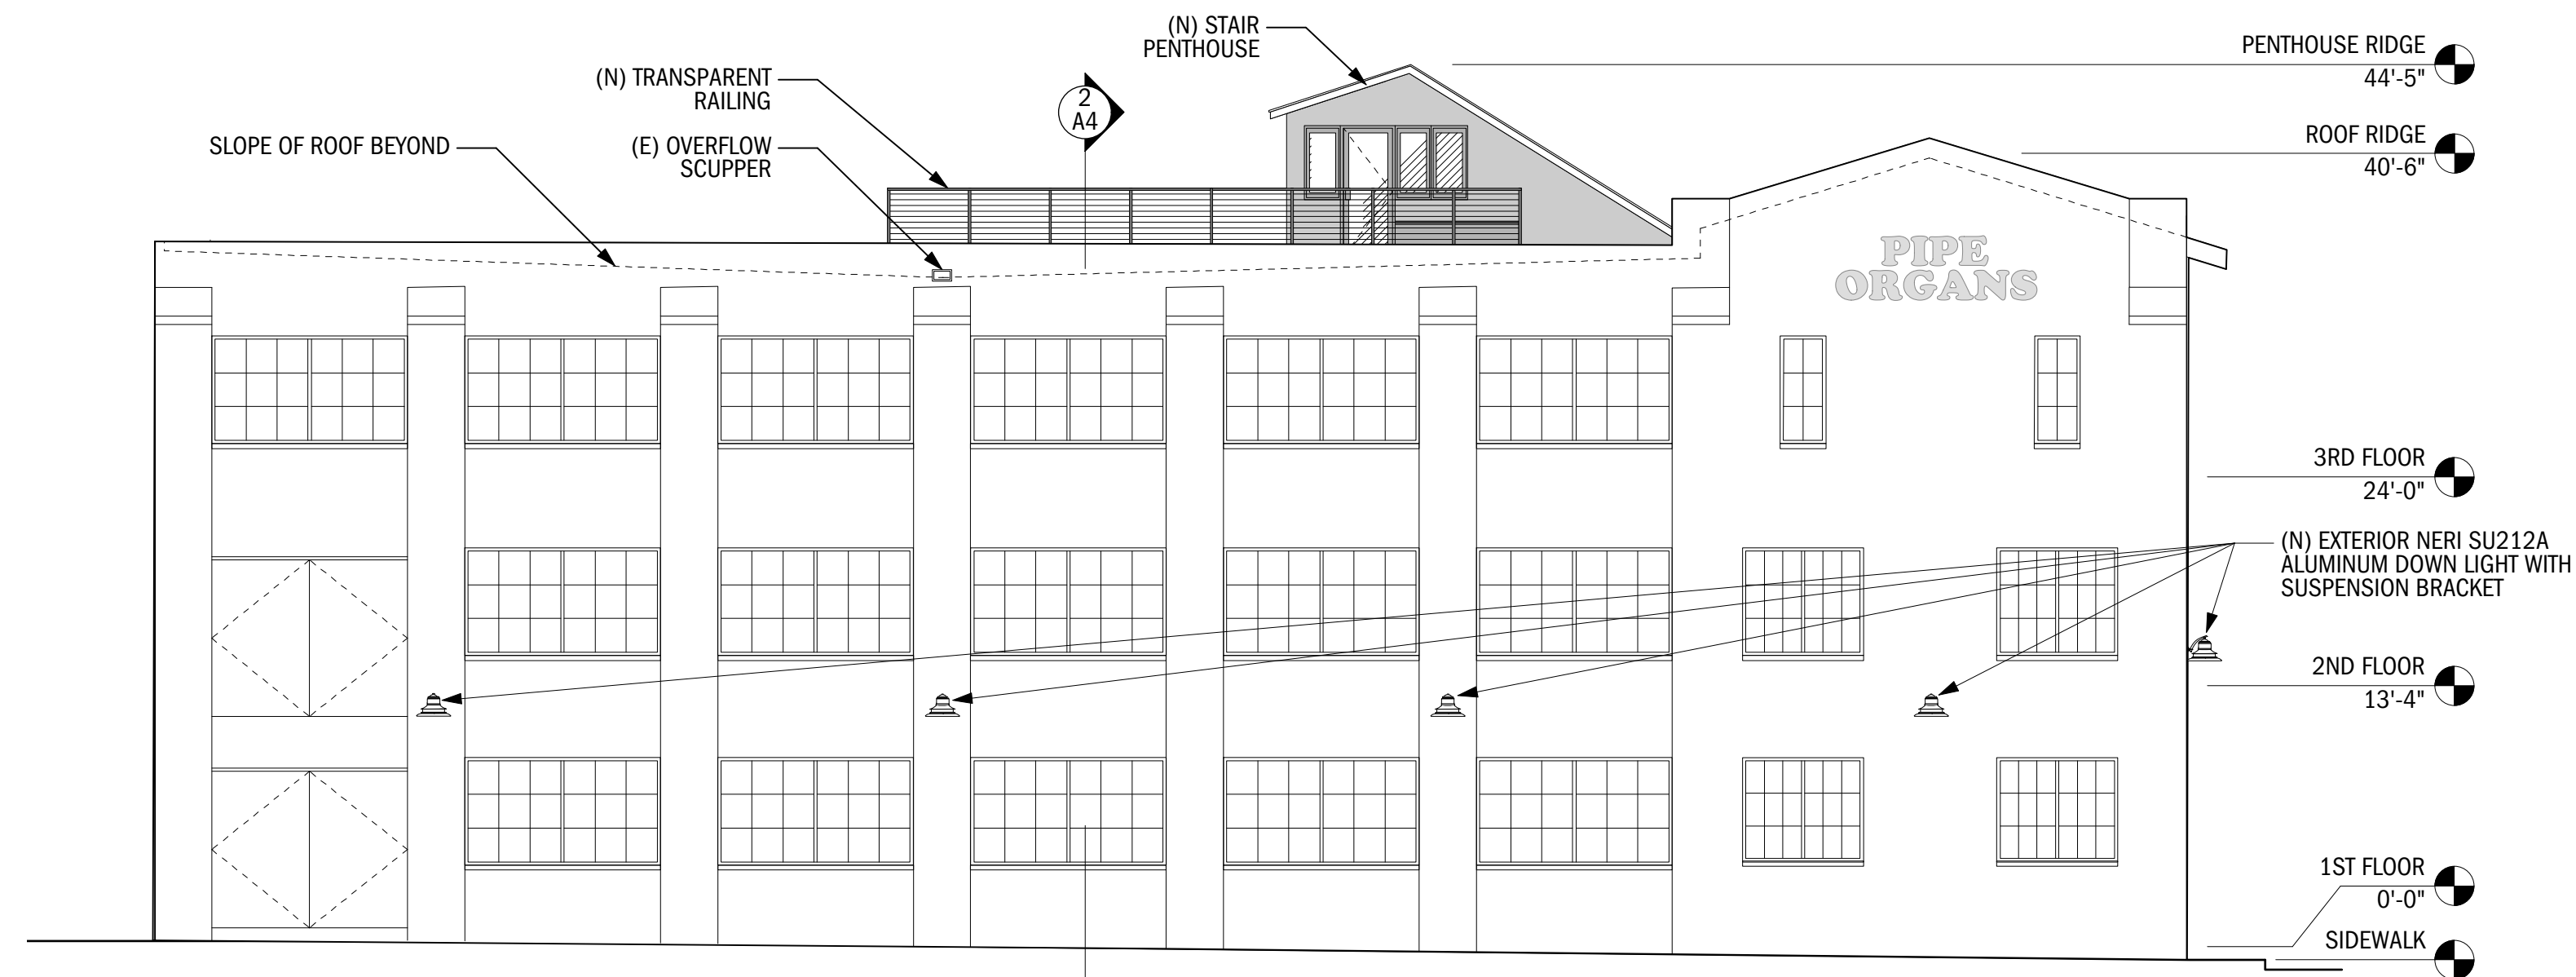 (N) STAIR
PENTHOUSE
PENTHOUSE RIDGE
44'-5"
(N) TRANSPARENT
RAILING
2
A4
SLOPE OF ROOF BEYOND
(E) OVERFLOW
SCUPPER
ROOF RIDGE
40'-6"
PIPE
ORGANS
3RD FLOOR
24'-0"
(N) EXTERIOR NERI SU212A
ALUMINUM DOWN LIGHT WITH
SUSPENSION BRACKET
2ND FLOOR
13'-4"
1ST FLOOR
0'-0"
SIDEWALK